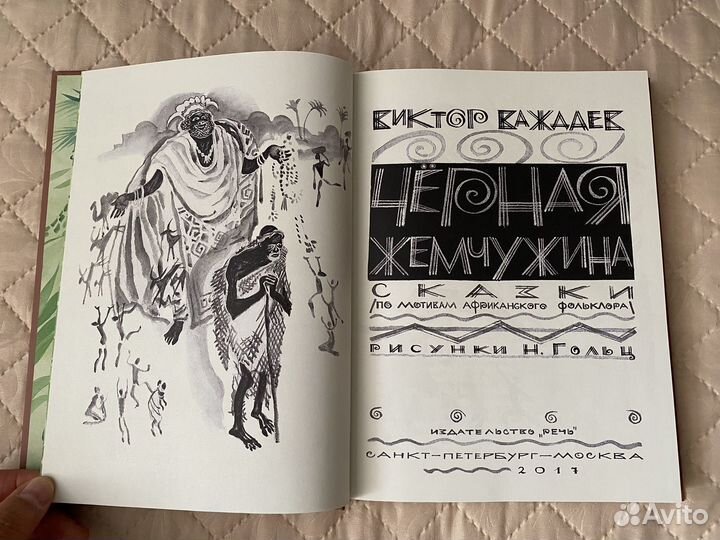 ВИКТОР ВАЖДАЕВ
ЧЁРНАЯ
ЖЕМЧУЖИНА
СКАЗКИ
/ПО МОТИВАМ АФРИКАНСКОГО ФОЛЬКЛОРА/
РИСУНКИ Н. ГОЛЬЦ
ИЗДАТЕЛЬСТВО „РЕЧЬ"
САНКТ-ПЕТЕРБУРГ-МОСКВА
2017
Avito